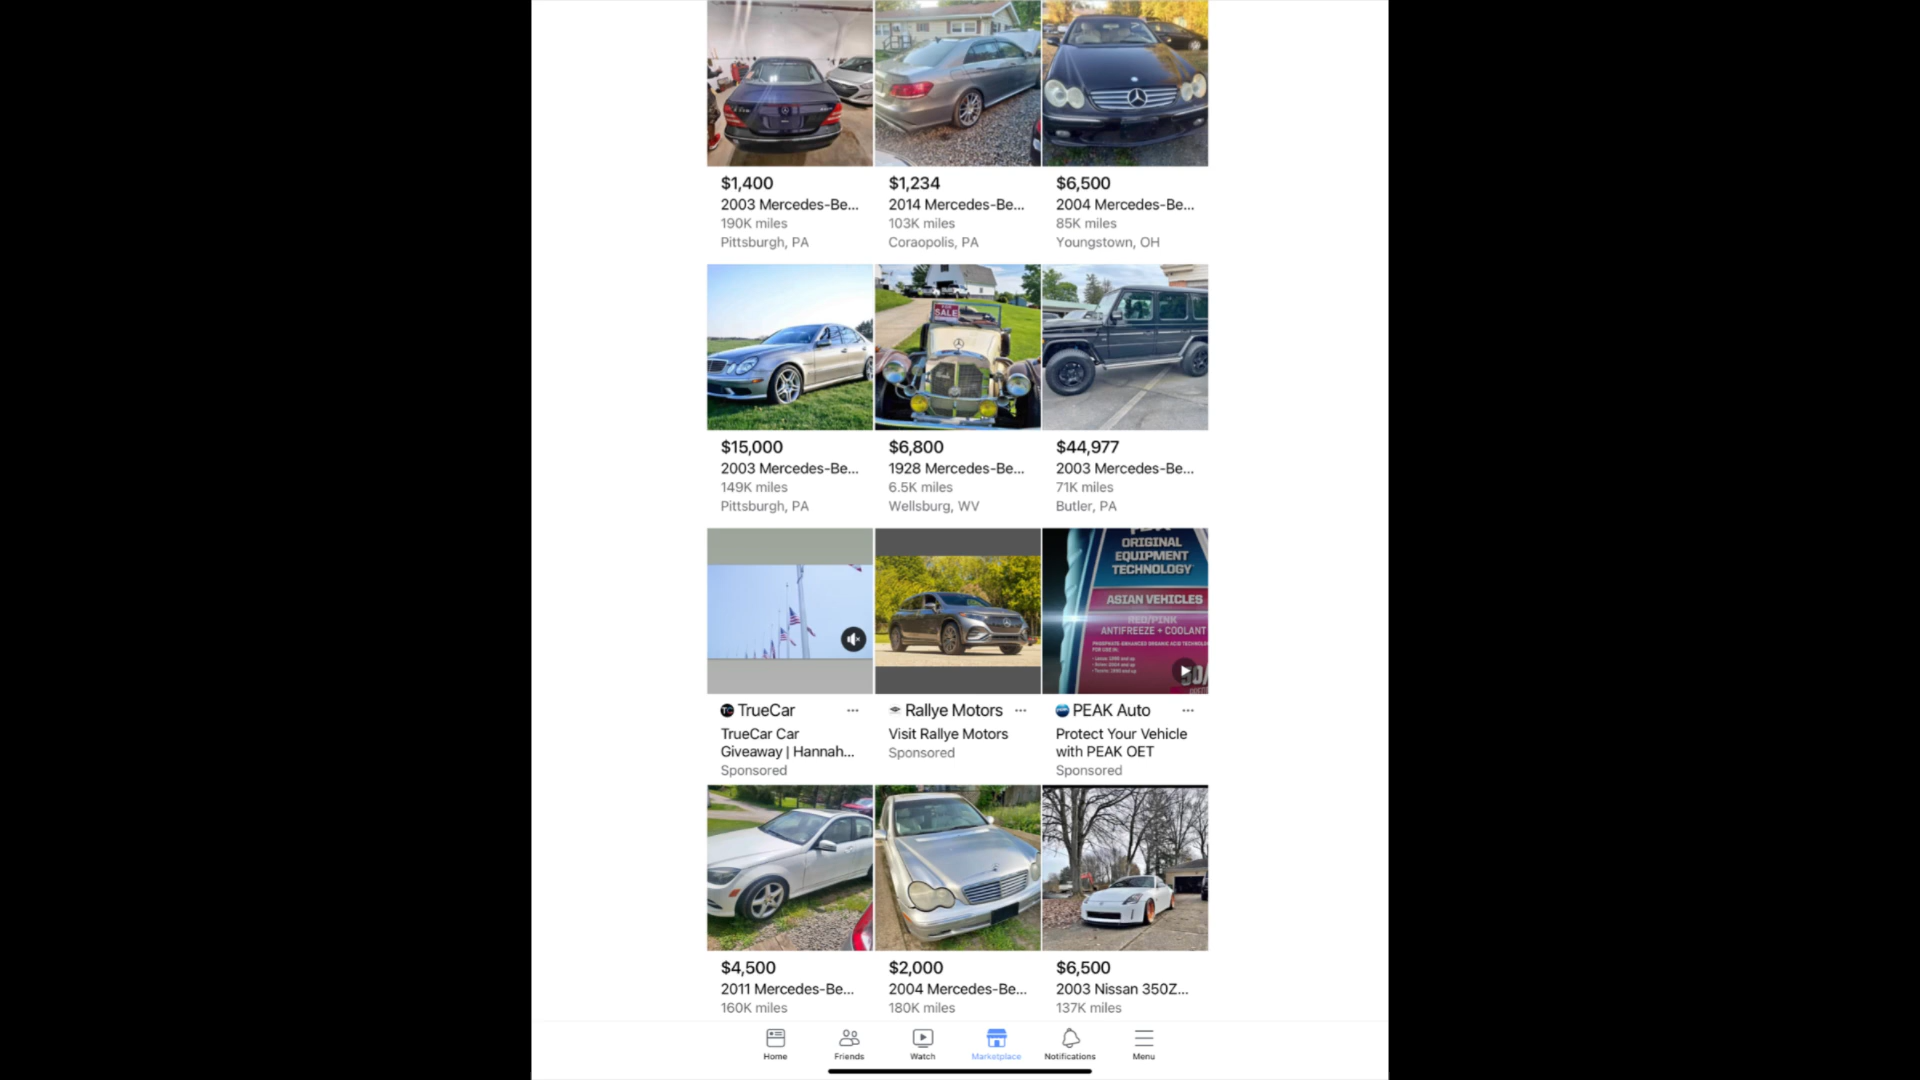 $1,400
2003 Mercedes-Be...
190K miles
Pittsburgh, PA
$1,234
2014 Mercedes-Be...
103K miles
Coraopolis, PA
$6,500
2004 Mercedes-Be...
85K miles
Youngstown, OH
SALE
$15,000
2003 Mercedes-Be...
149K miles
Pittsburgh, PA
$6,800
1928 Mercedes-Be...
6.5K miles
Wellsburg, WV
$44,977
2003 Mercedes-Be...
71K miles
Butler, PA
ORIGINAL
EQUIPMENT
TECHNOLOGY
ASIAN VEHICLES
RED/PINK
ANTIFREEZE + COOLANT
TrueCar
TrueCar Car
Giveaway | Hannah...
Sponsored
Rallye Motors
Visit Rallye Motors
Sponsored
PEAK Auto
Protect Your Vehicle
with PEAK OET
Sponsored
$4,500
2011 Mercedes-Be...
160K miles
$2,000
2004 Mercedes-Be...
180K miles
$6,500
2003 Nissan 350Z...
137K miles
Home
Friends
Watch
Marketplace
Notifications
Menu